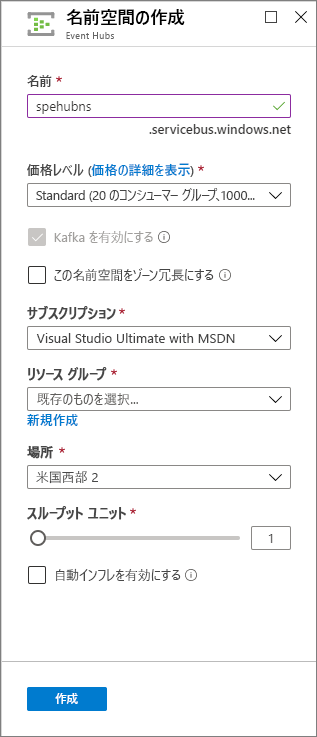 名前空間の作成
Event Hubs
名前 *
spehubns
.servicebus.windows.net
価格レベル (価格の詳細を表示) *
Standard (20 のコンシューマー グループ、1000...
Kafka を有効にする
この名前空間をゾーン冗長にする
サブスクリプション *
Visual Studio Ultimate with MSDN
リソース グループ *
既存のものを選択...
新規作成
場所 *
米国西部 2
スループット ユニット *
1
自動インフレを有効にする
作成